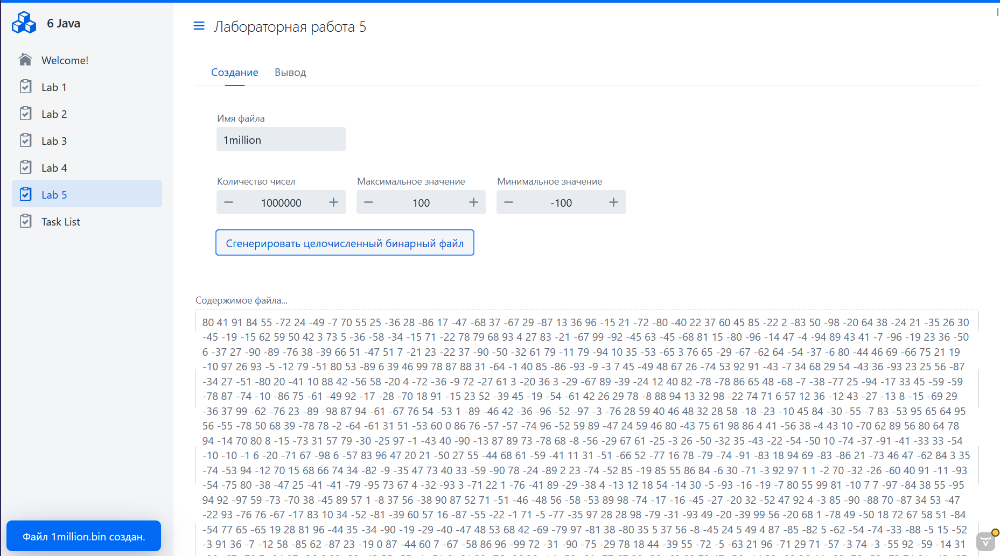 6 Java
Welcome!
Lab 1
Lab 2
Lab 3
Lab 4
Lab 5
Task List
Лабораторная работа 5
Создание
Вывод
Имя файла
1million
Количество чисел
Максимальное значение
Минимальное значение
− 1000000 +
− 100 +
− -100 +
Сгенерировать целочисленный бинарный файл
Содержимое файла...
80 41 91 84 55 -72 24 -49 -7 70 55 25 -36 28 -86 17 -47 -68 37 -67 29 -87 13 36 96 -15 21 -72 -80 -40 22 37 60 45 85 -22 2 -83 50 -98 -20 64 38 -24 21 -35 26 30
-45 -19 -15 62 59 50 42 3 73 5 -36 -58 -34 -15 71 -22 78 79 68 93 4 27 83 -21 -67 99 -92 -45 63 -45 -68 81 15 -80 -96 -14 47 -4 -94 89 43 41 -7 -96 -19 23 36 -50
6 -37 27 -90 -89 -76 38 -39 66 51 -47 51 7 -21 23 -22 37 -90 -50 -32 61 79 -11 79 -94 10 35 -53 -65 3 76 65 -29 -67 -62 64 -54 -37 -6 80 -44 46 69 -66 75 21 19
-10 97 26 93 -5 -12 79 -51 80 53 -89 6 39 46 99 78 87 88 31 -64 -1 40 85 -86 -93 -9 -3 7 45 -49 48 67 26 -74 53 92 91 -43 -7 34 68 29 54 -43 36 -93 23 25 56 -87
-34 27 -51 -80 20 -41 10 88 42 -56 58 -20 4 -72 -36 -9 72 -27 61 3 -20 36 3 -29 -67 89 -39 -24 12 40 82 -78 -78 86 65 48 -68 -7 -38 -77 25 -94 -17 33 45 -59 -59
-78 87 -74 -10 -86 75 -61 -49 92 -17 -28 -70 18 91 -15 23 52 -39 45 -19 -54 -61 42 26 29 78 -8 88 94 13 32 98 -22 74 71 6 57 12 36 -12 43 -27 -13 8 -15 -69 29
-36 37 99 -62 -76 23 -89 -98 87 94 -61 -67 76 54 -53 1 -89 -46 42 -36 -96 -52 -97 -3 -76 28 59 40 46 48 32 28 58 -18 -23 -10 45 84 -30 -55 -7 83 -53 95 65 64 95
56 -55 -78 50 68 39 -78 78 -2 -64 -61 31 51 -53 60 0 86 76 -57 -57 -74 96 -52 59 89 -47 24 59 46 80 -43 75 61 98 86 4 41 -56 38 -4 43 10 -70 62 89 56 80 64 78
94 -14 70 80 8 -15 -73 31 57 79 -30 -25 97 -1 -43 40 -90 -13 87 89 73 -78 68 -8 -56 -29 67 61 -25 -3 26 -50 -32 35 -43 -22 -54 -50 10 -74 -37 -91 -41 -33 33 -54
-10 -10 -1 6 -20 -71 67 -98 6 -57 83 96 47 20 21 -50 27 55 -44 68 61 -59 -41 11 31 -51 -66 52 -77 16 78 -79 -74 -91 -83 18 94 69 -83 -86 21 -73 46 47 -62 84 3 35
-74 -53 94 -12 70 15 68 66 74 34 -82 -9 -35 47 73 40 33 -59 -90 78 -24 -89 2 23 -74 -52 85 -19 85 55 86 84 -6 30 -71 -3 92 97 1 1 -2 70 -32 -26 -60 40 91 -11 -93
-54 -75 80 -38 -47 25 -41 -41 -79 -95 73 67 4 -32 -93 3 -71 22 1 -76 -41 89 -29 -38 4 -13 12 18 54 -14 30 -5 -93 -16 -19 -7 80 55 99 81 -10 7 7 -97 -84 38 55 -95
94 92 -97 59 -73 -70 38 -45 89 57 1 -8 37 56 -38 90 87 52 71 -51 -46 -48 56 -58 -53 89 98 -74 -17 -16 -45 -27 -20 32 -52 47 92 4 -3 85 -90 -88 70 -87 34 53 -47
-22 93 -76 76 -67 -17 83 10 34 -52 -81 -39 60 57 16 -87 -55 -22 -1 71 -5 -77 -35 97 28 28 98 -79 -31 -93 49 -20 -39 99 56 -20 68 1 -78 49 -50 18 72 67 58 51 -84
-54 77 65 -65 19 28 81 96 -44 35 -34 -90 -19 -29 -40 -47 48 53 68 42 -69 -79 97 -81 38 -80 35 5 37 56 -8 -45 24 5 49 4 87 -85 -82 5 -62 -54 -74 -33 -88 -5 15 -52
-3 91 36 -7 -12 58 -85 62 -87 23 -19 0 87 -44 60 7 -67 -58 86 96 -99 72 -31 -90 -75 -29 78 18 44 -39 55 -72 -5 -63 21 96 -71 29 71 -57 -3 74 -3 -55 92 -59 -14 31
Файл 1million.bin создан.